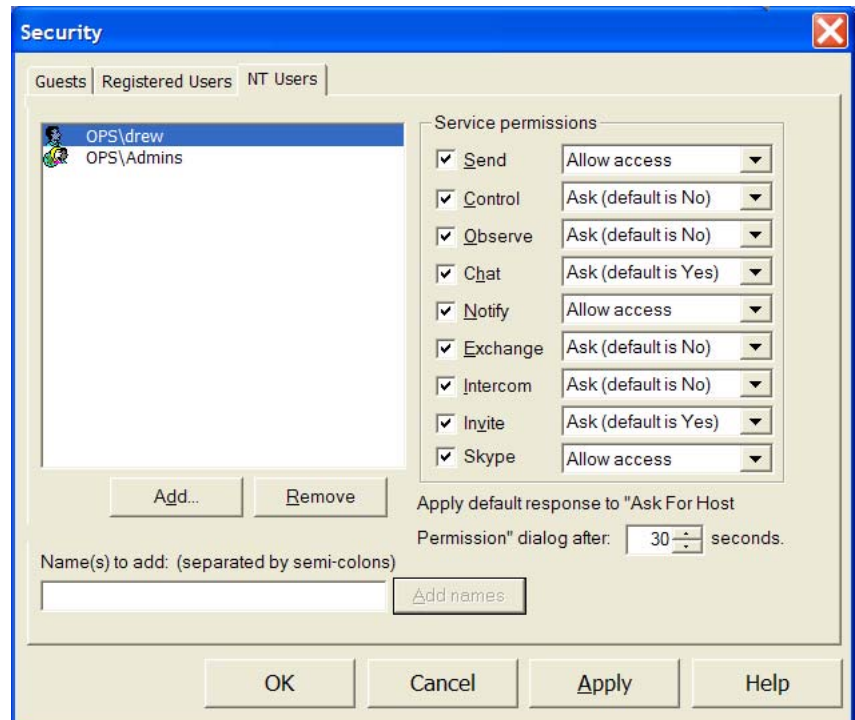 Security
Guests Registered Users NT Users
OPS\drew
OPS\Admins
Service permissions
Send Allow access
Control Ask (default is No)
Observe Ask (default is No)
Chat Ask (default is Yes)
Notify Allow access
Exchange Ask (default is No)
Intercom Ask (default is No)
Invite Ask (default is Yes)
Skype Allow access
Add... Remove
Apply default response to "Ask For Host
Permission" dialog after: 30 seconds.
Name(s) to add: (separated by semi-colons)
Add names
OK Cancel Apply Help